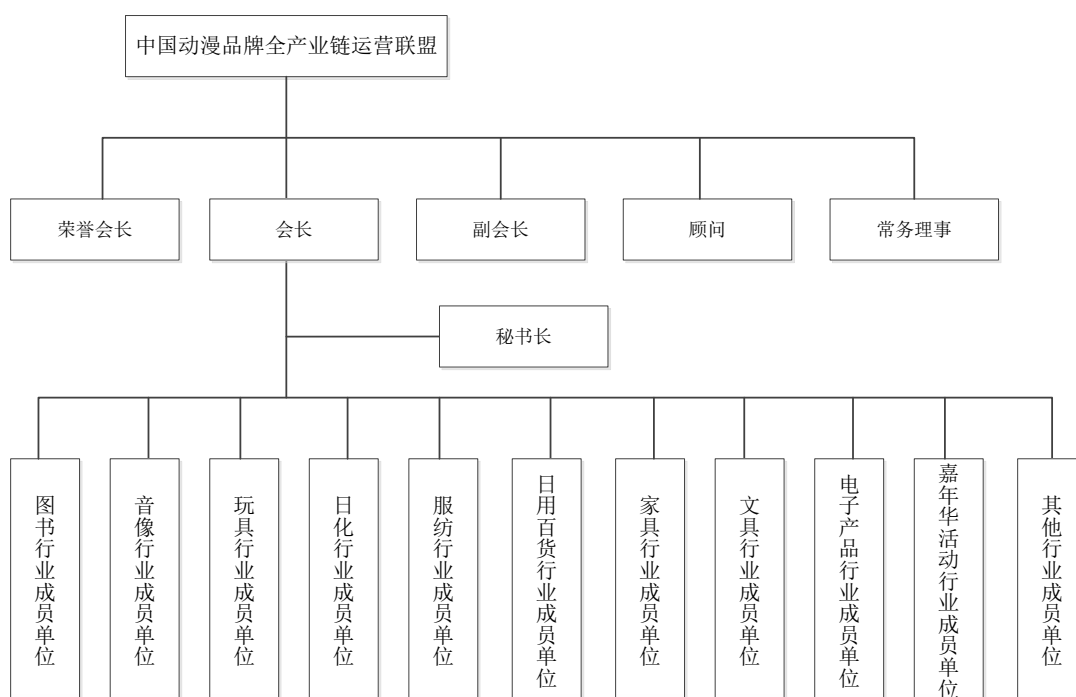 中国动漫品牌全产业链运营联盟
荣誉会长
会长
副会长
顾问
常务理事
秘书长
图书行业成员单位
音像行业成员单位
玩具行业成员单位
日化行业成员单位
服纺行业成员单位
日用百货行业成员单位
家具行业成员单位
文具行业成员单位
电子产品行业成员单位
嘉年华活动行业成员单位
其他行业成员单位